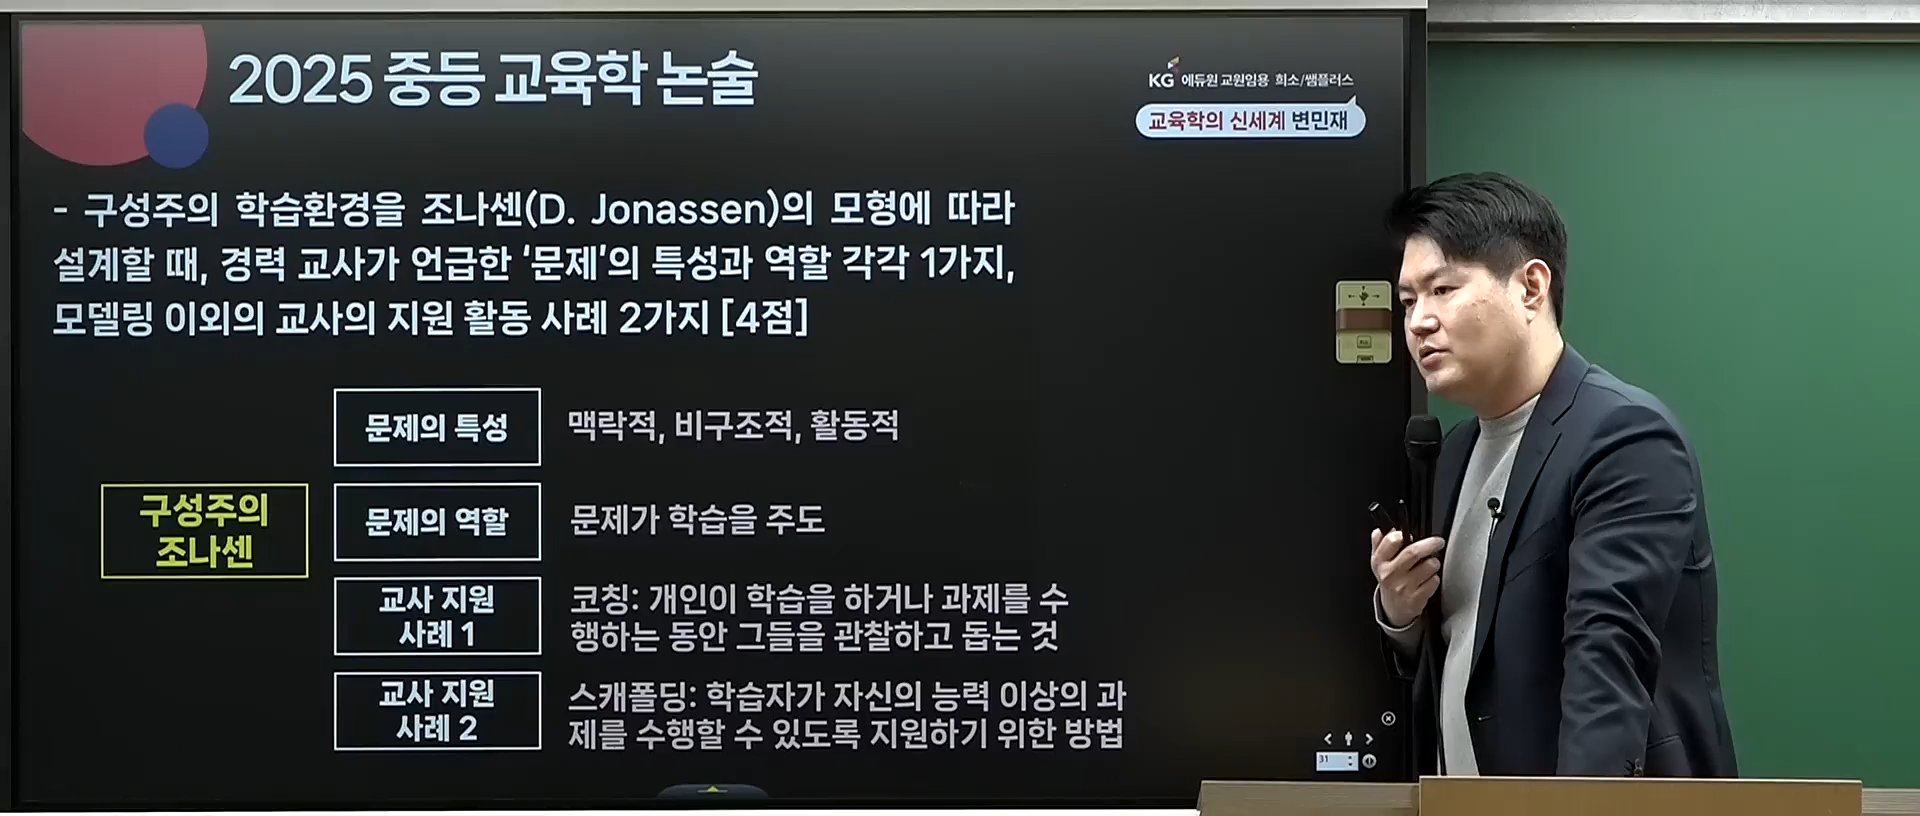 2025 중등 교육학 논술
KG 에듀원 교원임용 희소/쌤플러스
교육학의 신세계 변민재
- 구성주의 학습환경을 조나센(D. Jonassen)의 모형에 따라
설계할 때, 경력 교사가 언급한 ‘문제’의 특성과 역할 각각 1가지,
모델링 이외의 교사의 지원 활동 사례 2가지 [4점]
구성주의
조나센
문제의 특성
맥락적, 비구조적, 활동적
문제의 역할
문제가 학습을 주도
교사 지원
사례 1
코칭: 개인이 학습을 하거나 과제를 수
행하는 동안 그들을 관찰하고 돕는 것
교사 지원
사례 2
스캐폴딩: 학습자가 자신의 능력 이상의 과
제를 수행할 수 있도록 지원하기 위한 방법
31